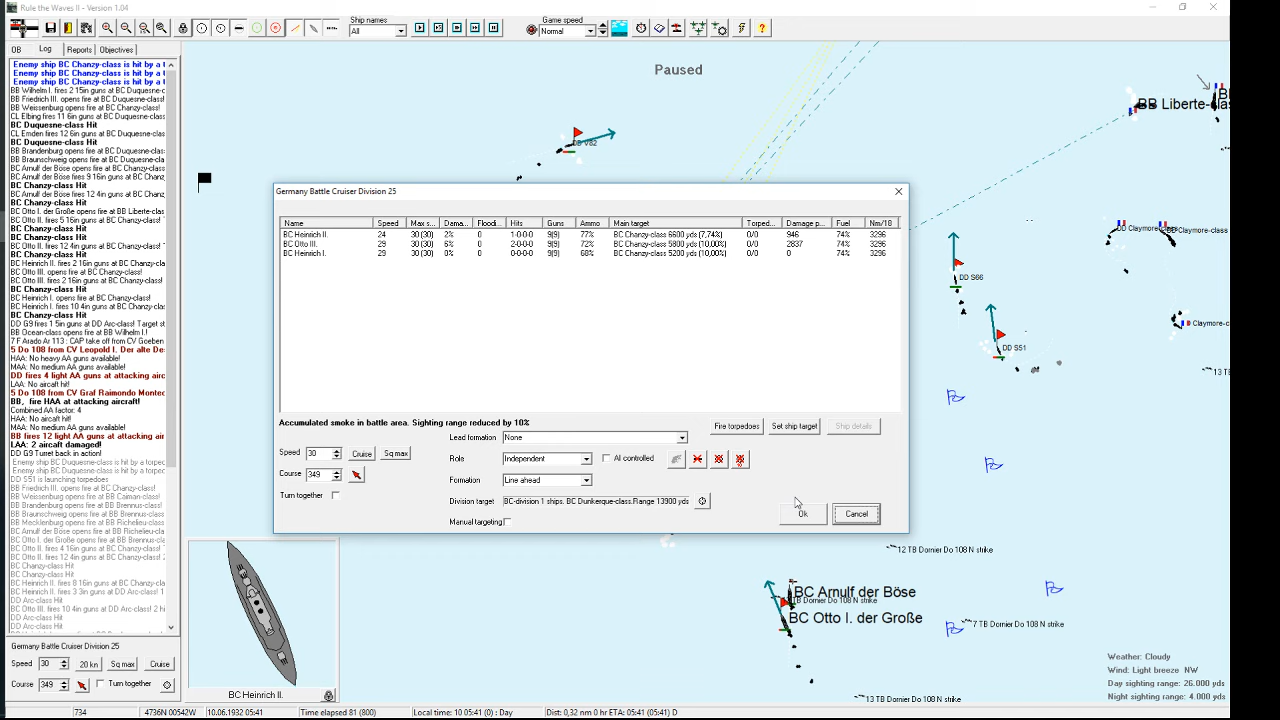 Rule the Waves II - Version 1.04
Ship names
All
Game speed
Normal
OB Log Reports Objectives
Paused
Enemy ship BC Chanzy-class is hit by a
Enemy ship BC Chanzy-class is hit by a
Enemy ship BC Chanzy-class is hit by a
BB Wilhelm I. fires 2 15in guns at BC Duquesne-c
BB Friedrich III. opens fire at BC Duquesne-class!
BB Weissenburg opens fire at BC Chanzy-class!
CL Elbing fires 11 6in guns at BC Duquesne-class
BC Duquesne-class Hit
CL Emden fires 12 6in guns at BC Duquesne-class
BC Duquesne-class Hit
BB Brandenburg opens fire at BC Duquesne-class
BB Braunschweig opens fire at BC Duquesne-clas
BC Arnulf der Böse fires 9 16in guns at BC Chanzy
BC Chanzy-class Hit
BC Arnulf der Böse fires 12 4in guns at BC Chanzy
BC Chanzy-class Hit
BC Otto I. der Große opens fire at BB Liberte-clas
BC Otto I. fires 5 16in guns at BC Chanzy-class
BC Chanzy-class Hit
BC Otto I. fires 12 4in guns at BC Chanzy-class
BC Chanzy-class Hit
BC Heinrich II. fires 2 16in guns at BC Chanzy-cla
BC Otto III. opens fire at BC Chanzy-class!
BC Otto III. fires 2 16in guns at BC Chanzy-class
BC Chanzy-class Hit
BC Heinrich I. opens fire at BC Chanzy-class!
BC Heinrich I. fires 10 4in guns at BC Chanzy-clas
DD G9 fires 1 5in guns at DD Arc-class! Target st
BB Ocean-class opens fire at BB Wilhelm I.!
7 F Arado Ar 113 : CAP take off from CV Goeben
5 Do 108 from CV Leopold I. Der alte De:
HAA: No heavy AA guns available!
MAA: No medium AA guns available!
DD fires 4 light AA guns at attacking airc
LAA: No aircaft hit!
5 Do 108 from CV Graf Raimondo Montec
BB, fire HAA at attacking aircraft!
Combined AA factor: 4
HAA: No aircaft hit!
MAA: No medium AA guns available!
BB fires 12 light AA guns at attacking air
LAA: 2 aircaft damaged!
DD G9 Turret back in action!
Enemy ship BC Duquesne-class is hit by a torpec
Enemy ship BC Duquesne-class is hit by a torpec
DD S51 is launching torpedoes
BB Friedrich III. opens fire at BB Caiman-class!
BB Weissenburg opens fire at BB Caiman-class!
BB Brandenburg opens fire at BB Brennus-class!
BB Braunschweig opens fire at BB Brennus-class!
BB Mecklenburg opens fire at BB Brennus-class!
BC Arnulf der Böse opens fire at BB Richelieu-cl
BC Otto II. fires 4 16in guns at BC Chanzy-class
BC Otto II. fires 12 4in guns at BC Chanzy-class
BC Chanzy-class Hit
BC Chanzy-class Hit
BC Heinrich II. fires 8 16in guns at BC Chanzy-cla
BC Heinrich II. fires 3 3in guns at DD Arc-class! 1
DD Arc-class Hit
BC Otto III. fires 10 4in guns at DD Arc-class! 2 hi
DD Arc-class Hit
DD Arc-class Hit
Germany Battle Cruiser Division 25
Name Speed Max s... Dama... Floodi... Hits Guns Ammo Main target Torped... Damage p... Fuel Nm/18
BC Heinrich II. 24 30 (30) 2% 0 1-0-0-0 9(9) 77% BC Chanzy-class 6600 yds (7,74%) 0/0 946 74% 3296
BC Otto III. 29 30 (30) 6% 0 2-0-0-0 9(9) 72% BC Chanzy-class 5800 yds (10,00%) 0/0 2837 74% 3296
BC Heinrich I. 29 30 (30) 0% 0 0-0-0-0 9(9) 68% BC Chanzy-class 5200 yds (10,00%) 0/0 0 74% 3296
Accumulated smoke in battle area. Sighting range reduced by 10%
Lead formation None
Fire torpedoes Set ship target Ship details
Speed 30 Cruise Sq max
Role Independent AI controlled
Course 349
Formation Line ahead
Turn together
Division target BC-division 1 ships. BC Dunkerque-class.Range 13900 yds
Manual targeting
Ok Cancel
DD V82
BB Liberte-class
DD Claymore-class
Claymore-class
DD S66
DD S51
13 TB
12 TB Dornier Do 108 N strike
BC Arnulf der Böse
TB Dornier Do 108 N strike
BC Otto I. der Große
7 TB Dornier Do 108 N strike
13 TB Dornier Do 108 N strike
Weather: Cloudy
Wind: Light breeze NW
Day sighting range: 26.000 yds
Night sighting range: 4.000 yds
Germany Battle Cruiser Division 25
Speed 30 20 kn Sq max Cruise
Course 349 Turn together
BC Heinrich II.
734 4736N 00542W 10.06.1932 05:41 Time elapsed 81 (800) Local time: 10 05:41 (0) : Day Dist: 0,32 nm 0 hr ETA: 05:41 (05:41) D